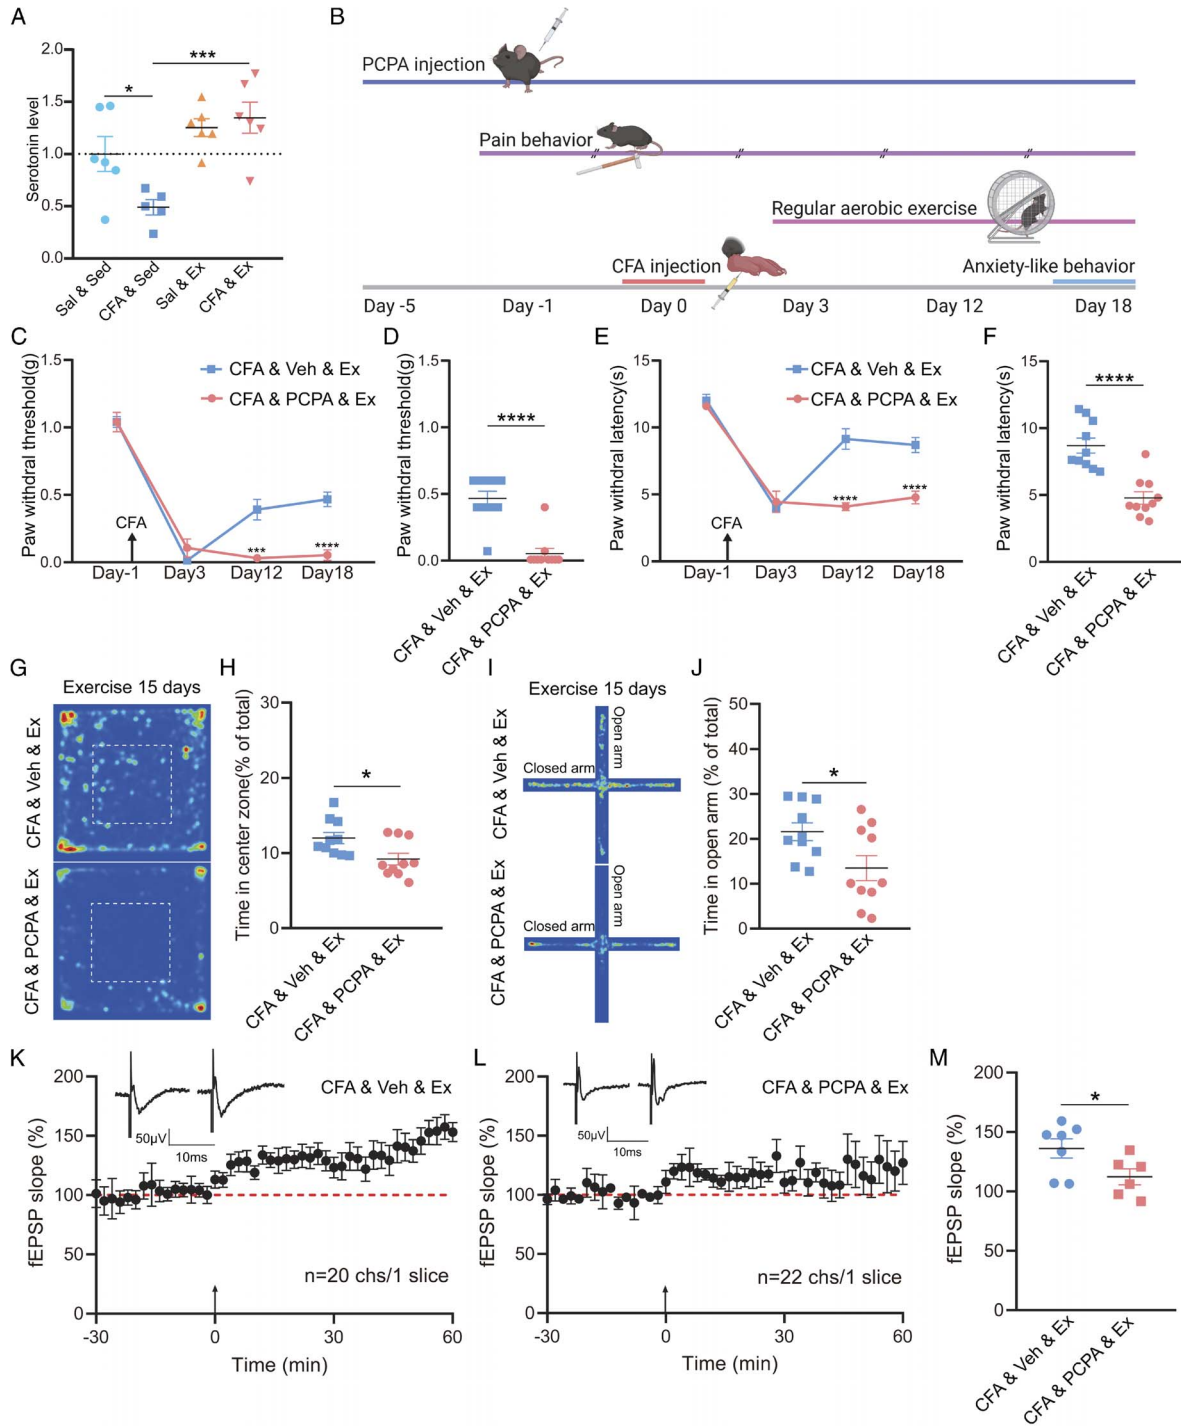 A
Serotonin level
2.0
1.5
1.0
0.5
0.0
*
***
Sal & Sed
CFA & Sed
Sal & Ex
CFA & Ex
B
PCPA injection
Pain behavior
Regular aerobic exercise
CFA injection
Anxiety-like behavior
Day -5
Day -1
Day 0
Day 3
Day 12
Day 18
C
Paw withdral threshold(g)
1.5
1.0
0.5
0.0
CFA & Veh & Ex
CFA & PCPA & Ex
CFA
***
****
Day-1
Day3
Day12
Day18
D
Paw withdral threshold(g)
1.5
1.0
0.5
0.0
****
CFA & Veh & Ex
CFA & PCPA & Ex
E
Paw withdral latency(s)
15
10
5
0
CFA & Veh & Ex
CFA & PCPA & Ex
CFA
****
****
Day-1
Day3
Day12
Day18
F
Paw withdral latency(s)
15
10
5
0
****
CFA & Veh & Ex
CFA & PCPA & Ex
G
Exercise 15 days
CFA & Veh & Ex
CFA & PCPA & Ex
H
Time in center zone(% of total)
30
20
10
0
*
CFA & Veh & Ex
CFA & PCPA & Ex
I
Exercise 15 days
CFA & Veh & Ex
Open arm
Closed arm
CFA & PCPA & Ex
Open arm
Closed arm
J
Time in open arm (% of total)
50
40
30
20
10
0
*
CFA & Veh & Ex
CFA & PCPA & Ex
K
fEPSP slope (%)
200
150
100
50
0
50µV
10ms
CFA & Veh & Ex
n=20 chs/1 slice
-30
0
30
60
Time (min)
L
fEPSP slope (%)
200
150
100
50
0
50µV
10ms
CFA & PCPA & Ex
n=22 chs/1 slice
-30
0
30
60
Time (min)
M
fEPSP slope (%)
200
150
100
50
0
*
CFA & Veh & Ex
CFA & PCPA & Ex